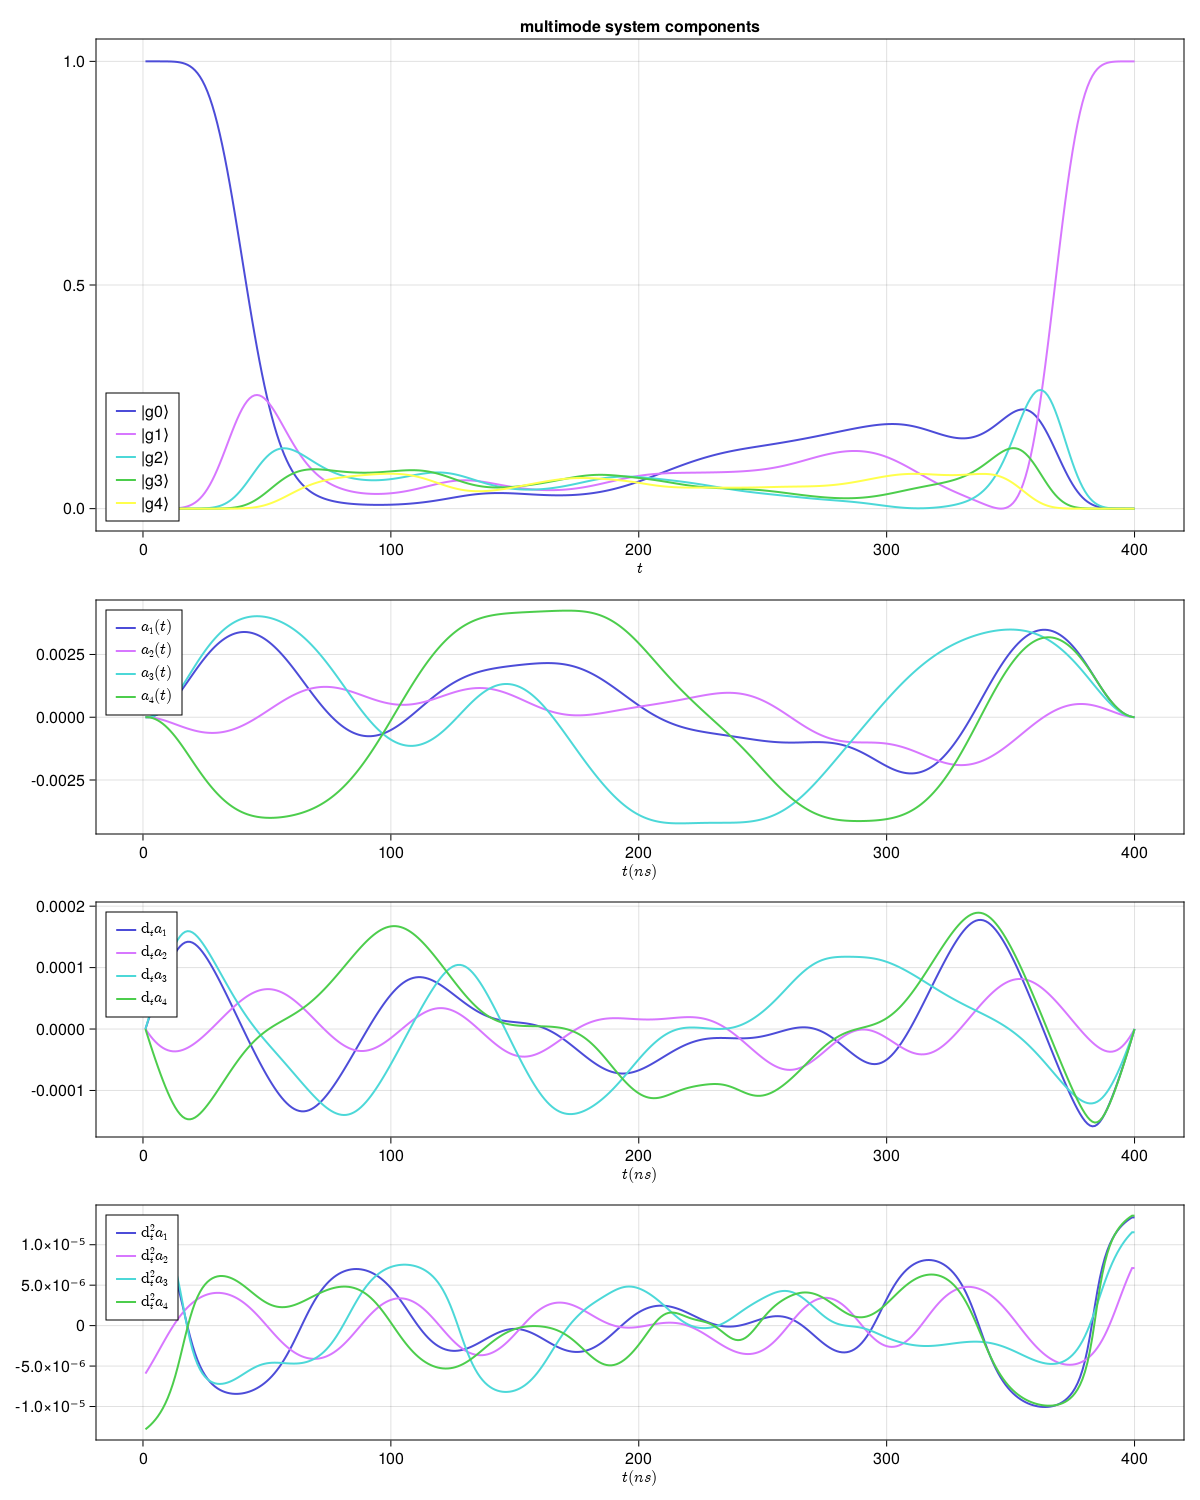 multimode system components
1.0
0.5
0.0
|g0⟩
|g1⟩
|g2⟩
|g3⟩
|g4⟩
0 100 200 300 400
t
0.0025
0.0000
-0.0025
a₁(t)
a₂(t)
a₃(t)
a₄(t)
0 100 200 300 400
t(ns)
0.0002
0.0001
0.0000
-0.0001
dₜa₁
dₜa₂
dₜa₃
dₜa₄
0 100 200 300 400
t(ns)
1.0×10⁻⁵
5.0×10⁻⁶
0
-5.0×10⁻⁶
-1.0×10⁻⁵
d²ₜa₁
d²ₜa₂
d²ₜa₃
d²ₜa₄
0 100 200 300 400
t(ns)